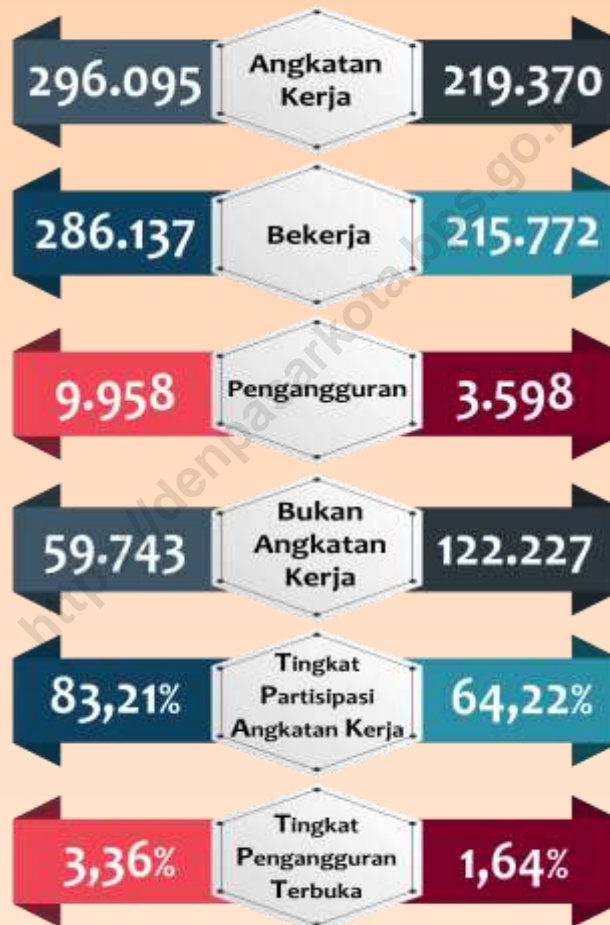 296.095
Angkatan
Kerja
219.370
286.137
Bekerja
215.772
9.958
Pengangguran
3.598
59.743
Bukan
Angkatan
Kerja
122.227
83,21%
Tingkat
Partisipasi
Angkatan Kerja
64,22%
3,36%
Tingkat
Pengangguran
Terbuka
1,64%